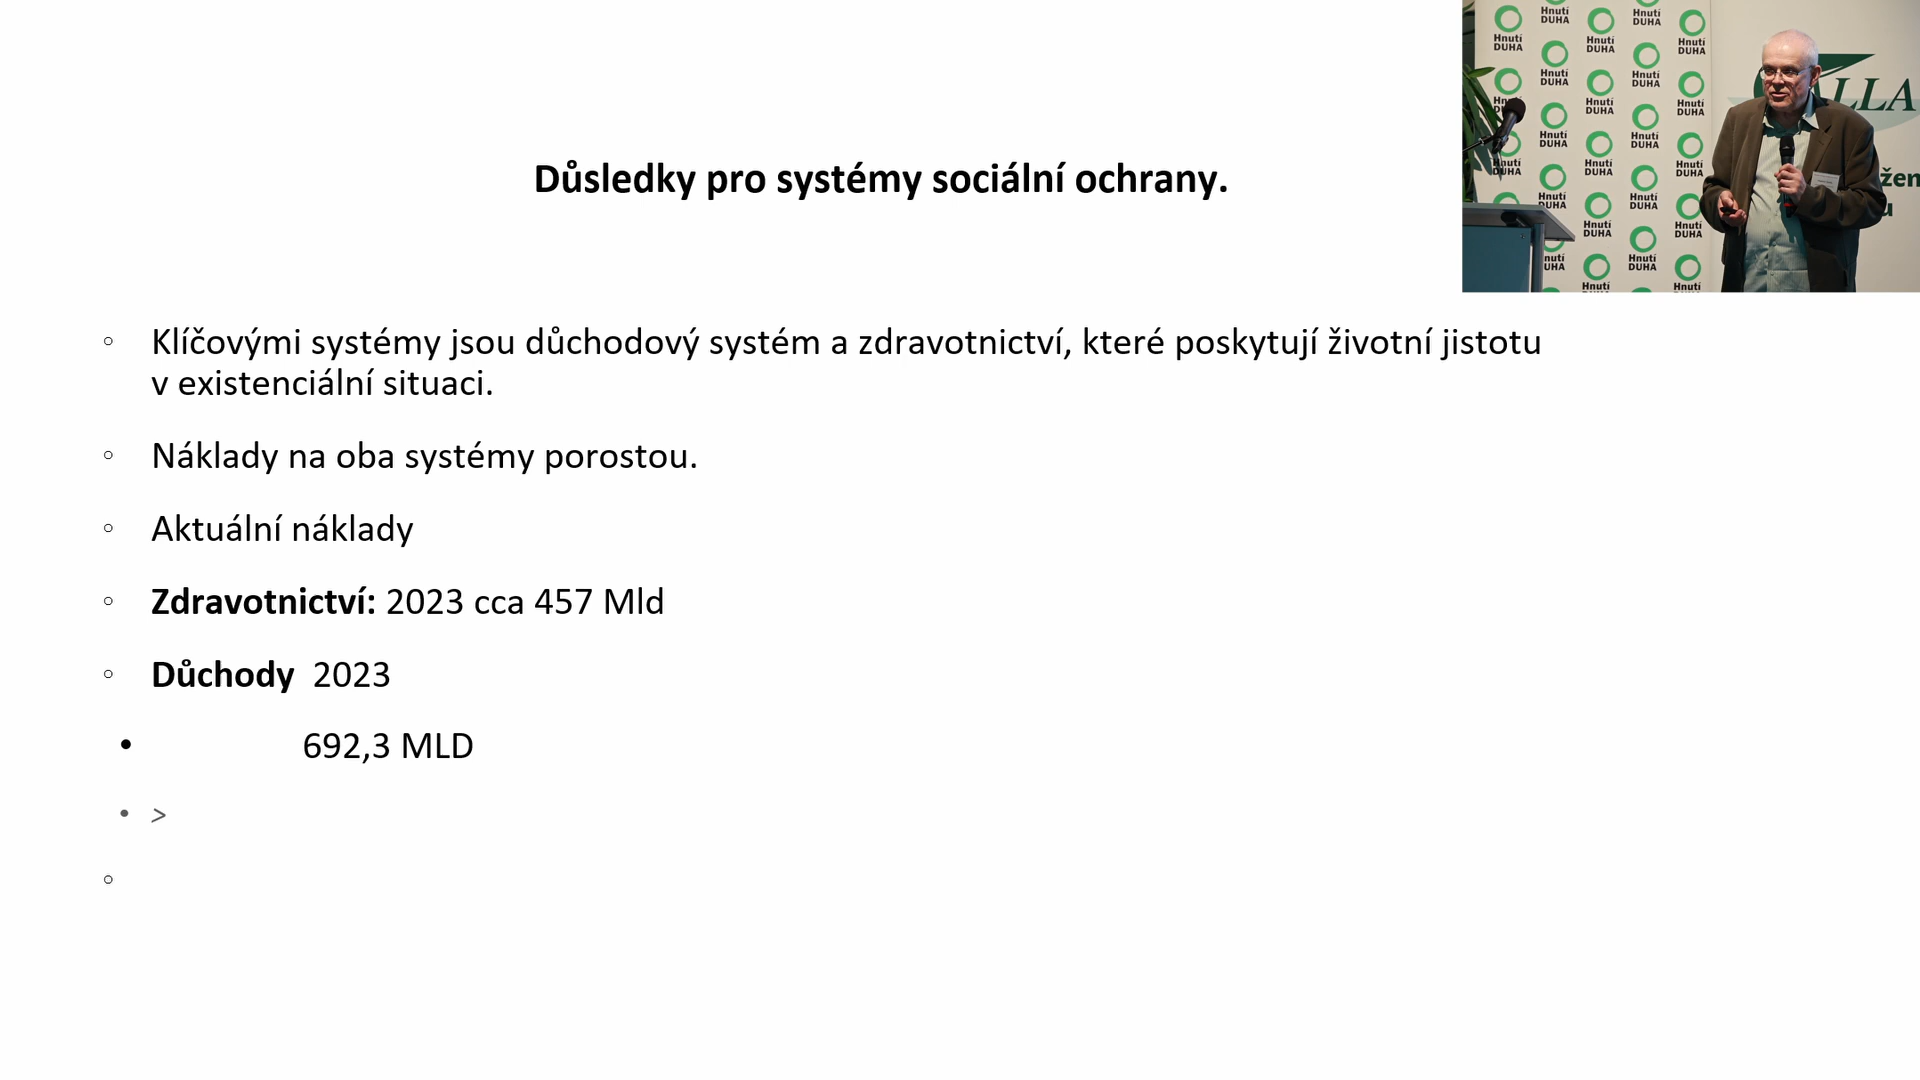 Důsledky pro systémy sociální ochrany.
Klíčovými systémy jsou důchodový systém a zdravotnictví, které poskytují životní jistotu
v existenciální situaci.
Náklady na oba systémy porostou.
Aktuální náklady
Zdravotnictví: 2023 cca 457 Mld
Důchody 2023
692,3 MLD
>
Hnutí
DUHA
LLA